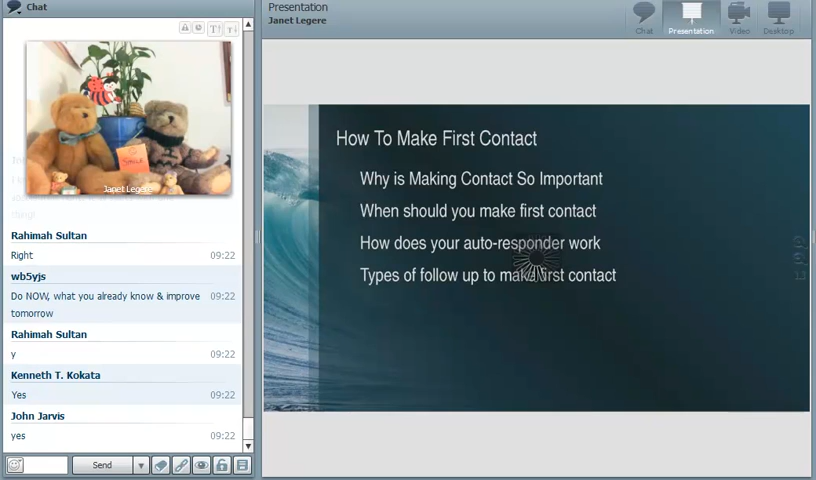 Chat
Janet Legere
Rahimah Sultan
Right 09:22
wb5yjs
Do NOW, what you already know & improve 09:22
tomorrow
Rahimah Sultan
y 09:22
Kenneth T. Kokata
Yes 09:22
John Jarvis
yes 09:22
Send
Presentation
Janet Legere
Chat Presentation Video Desktop
How To Make First Contact
Why is Making Contact So Important
When should you make first contact
How does your auto-responder work
Types of follow up to make first contact
13